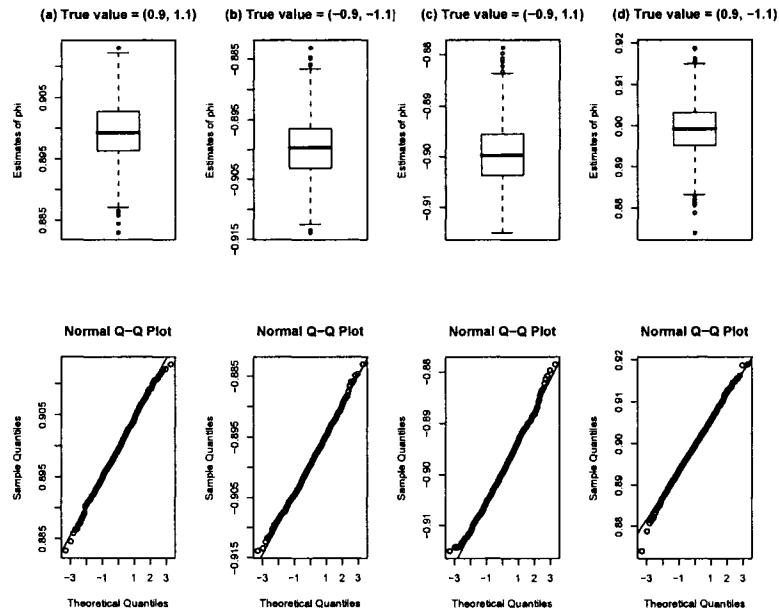 (a) True value = (0.9, 1.1)
(b) True value = (−0.9, −1.1)
(c) True value = (−0.9, 1.1)
(d) True value = (0.9, −1.1)
Estimates of phi
0.885 0.895 0.905
Estimates of phi
−0.915 −0.905 −0.895 −0.885
Estimates of phi
−0.91 −0.90 −0.89 −0.88
Estimates of phi
0.88 0.89 0.90 0.91 0.92
Normal Q−Q Plot
Normal Q−Q Plot
Normal Q−Q Plot
Normal Q−Q Plot
Sample Quantiles
0.885 0.895 0.905
Sample Quantiles
−0.915 −0.905 −0.895 −0.885
Sample Quantiles
−0.91 −0.90 −0.89 −0.88
Sample Quantiles
0.88 0.89 0.90 0.91 0.92
−3 −1 1 2 3
−3 −1 1 2 3
−3 −1 1 2 3
−3 −1 1 2 3
Theoretical Quantiles
Theoretical Quantiles
Theoretical Quantiles
Theoretical Quantiles